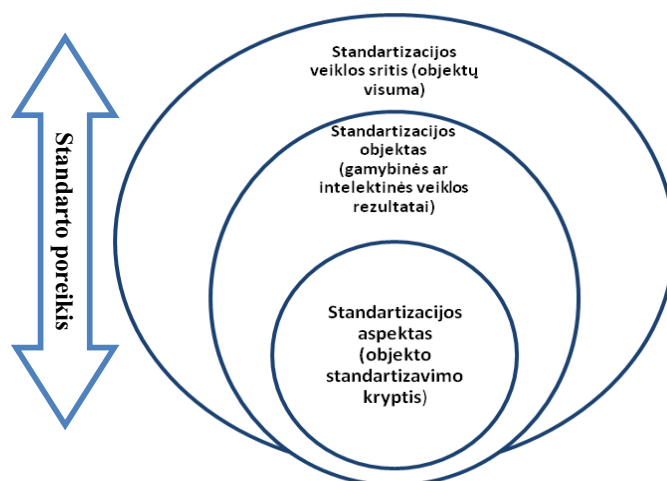 Standartizacijos
veiklos sritis (objektų
visuma)
Standartizacijos
objektas
(gamybinės ar
intelektinės veiklos
rezultatai)
Standartizacijos
aspektas
(objekto
standartizavimo
kryptis)
Standarto poreikis